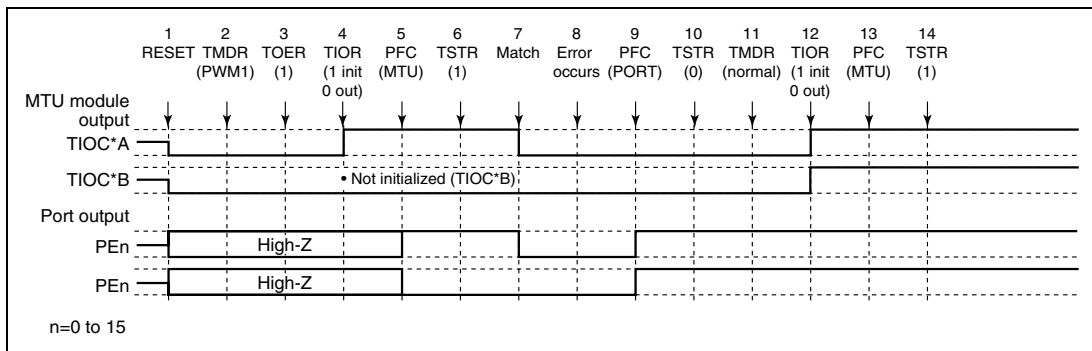 1 2 3 4 5 6 7 8 9 10 11 12 13 14
RESET TMDR TOER TIOR PFC TSTR Match Error PFC TSTR TMDR TIOR PFC TSTR
(PWM1) (1) (1 init (MTU) (1) occurs (PORT) (0) (normal) (1 init (MTU) (1)
0 out) 0 out)
MTU module
output
TIOC*A
TIOC*B
• Not initialized (TIOC*B)
Port output
PEn
High-Z
PEn
High-Z
n=0 to 15